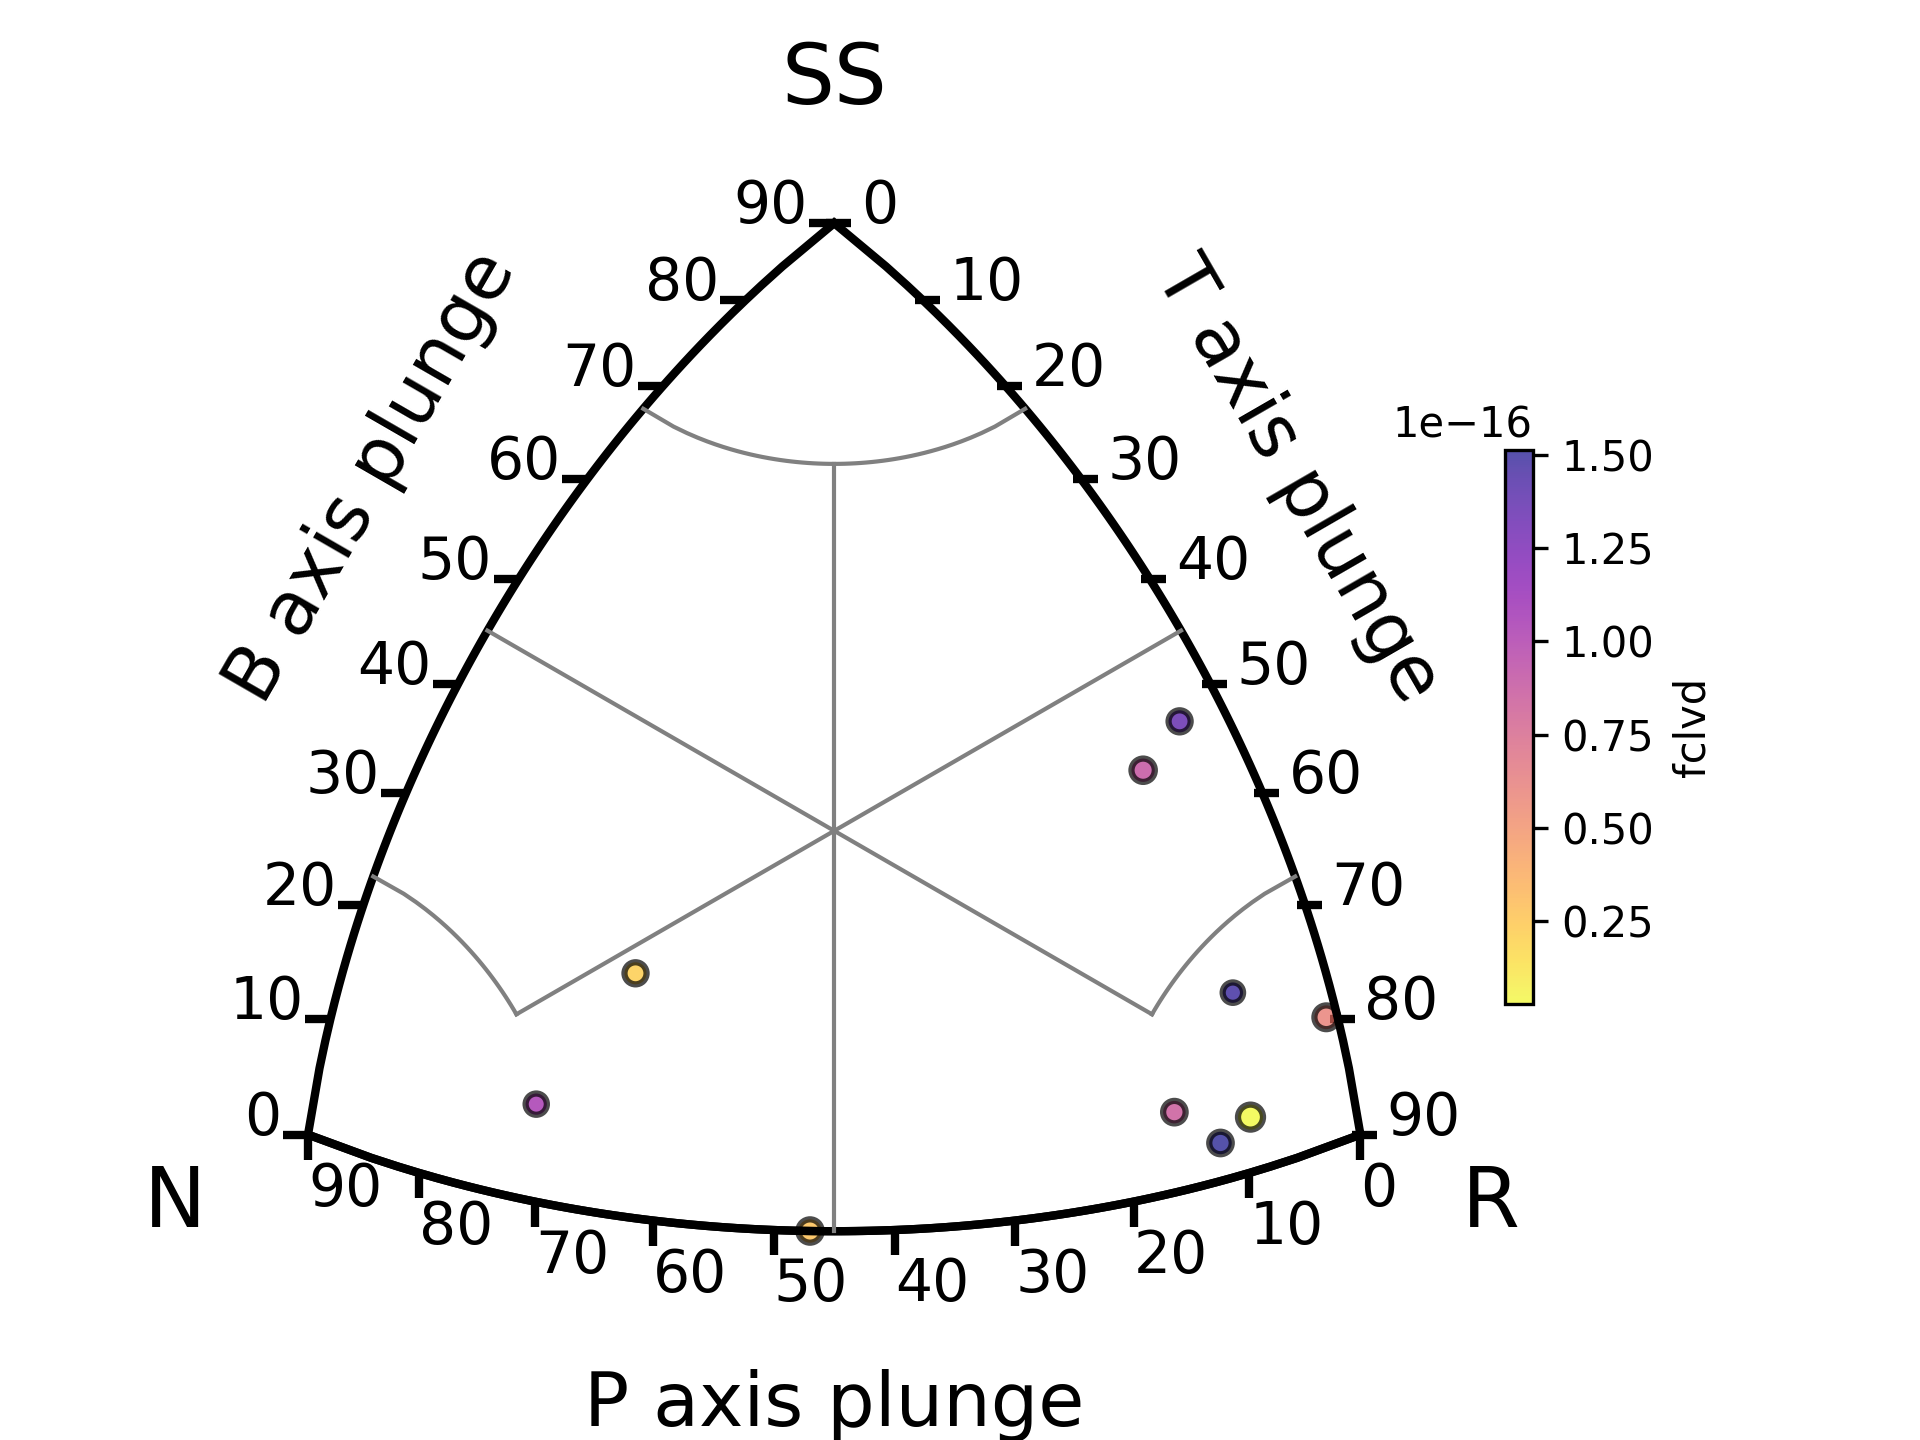 SS
90 0
80 10
70 20
60 30
50 40
40 50
30 60
20 70
10 80
0 90
B axis plunge
T axis plunge
N
R
90 80 70 60 50 40 30 20 10 0
P axis plunge
1e−16
1.50
1.25
1.00
0.75
0.50
0.25
fclvd